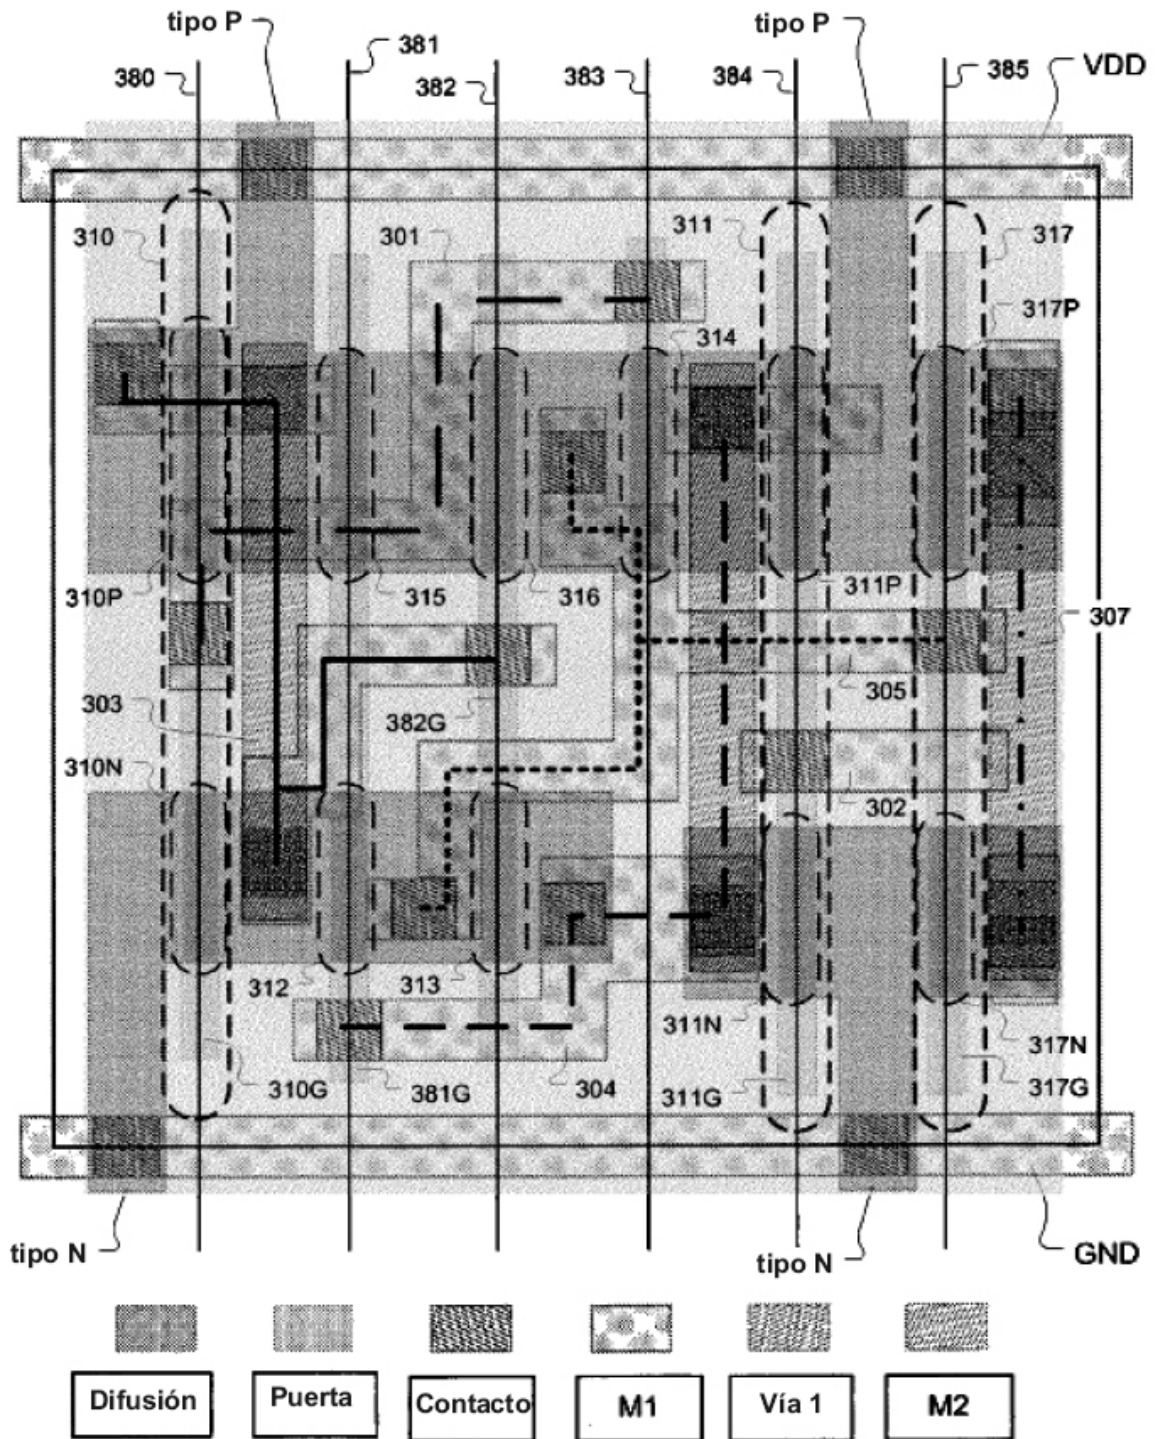 tipo P
tipo P
380
381
382
383
384
385
VDD
310
301
311
317
317P
314
310P
315
316
311P
307
303
382G
305
310N
302
312
313
311N
317N
310G
381G
304
311G
317G
tipo N
tipo N
GND
Difusión
Puerta
Contacto
M1
Vía 1
M2